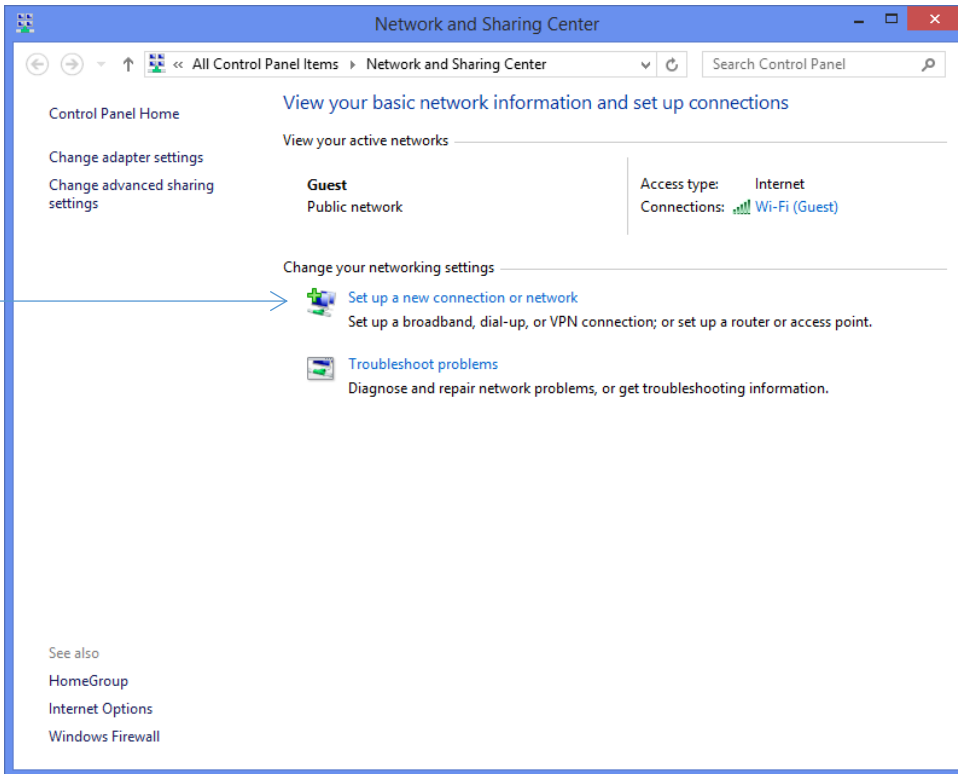 Network and Sharing Center
« All Control Panel Items Network and Sharing Center
Search Control Panel
Control Panel Home
Change adapter settings
Change advanced sharing
settings
View your basic network information and set up connections
View your active networks
Guest
Public network
Access type: Internet
Connections: Wi-Fi (Guest)
Change your networking settings
Set up a new connection or network
Set up a broadband, dial-up, or VPN connection; or set up a router or access point.
Troubleshoot problems
Diagnose and repair network problems, or get troubleshooting information.
See also
HomeGroup
Internet Options
Windows Firewall